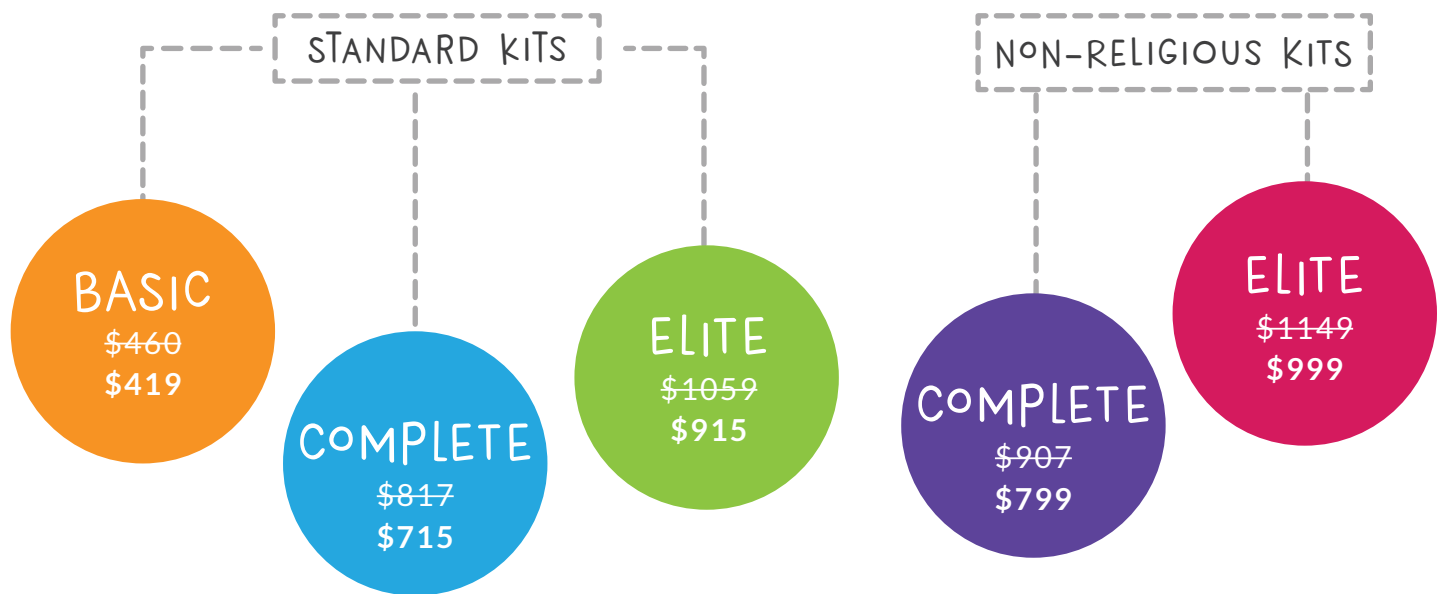 STANDARD KITS
BASIC
$460
$419
COMPLETE
$817
$715
ELITE
$1059
$915
NON-RELIGIOUS KITS
COMPLETE
$907
$799
ELITE
$1149
$999